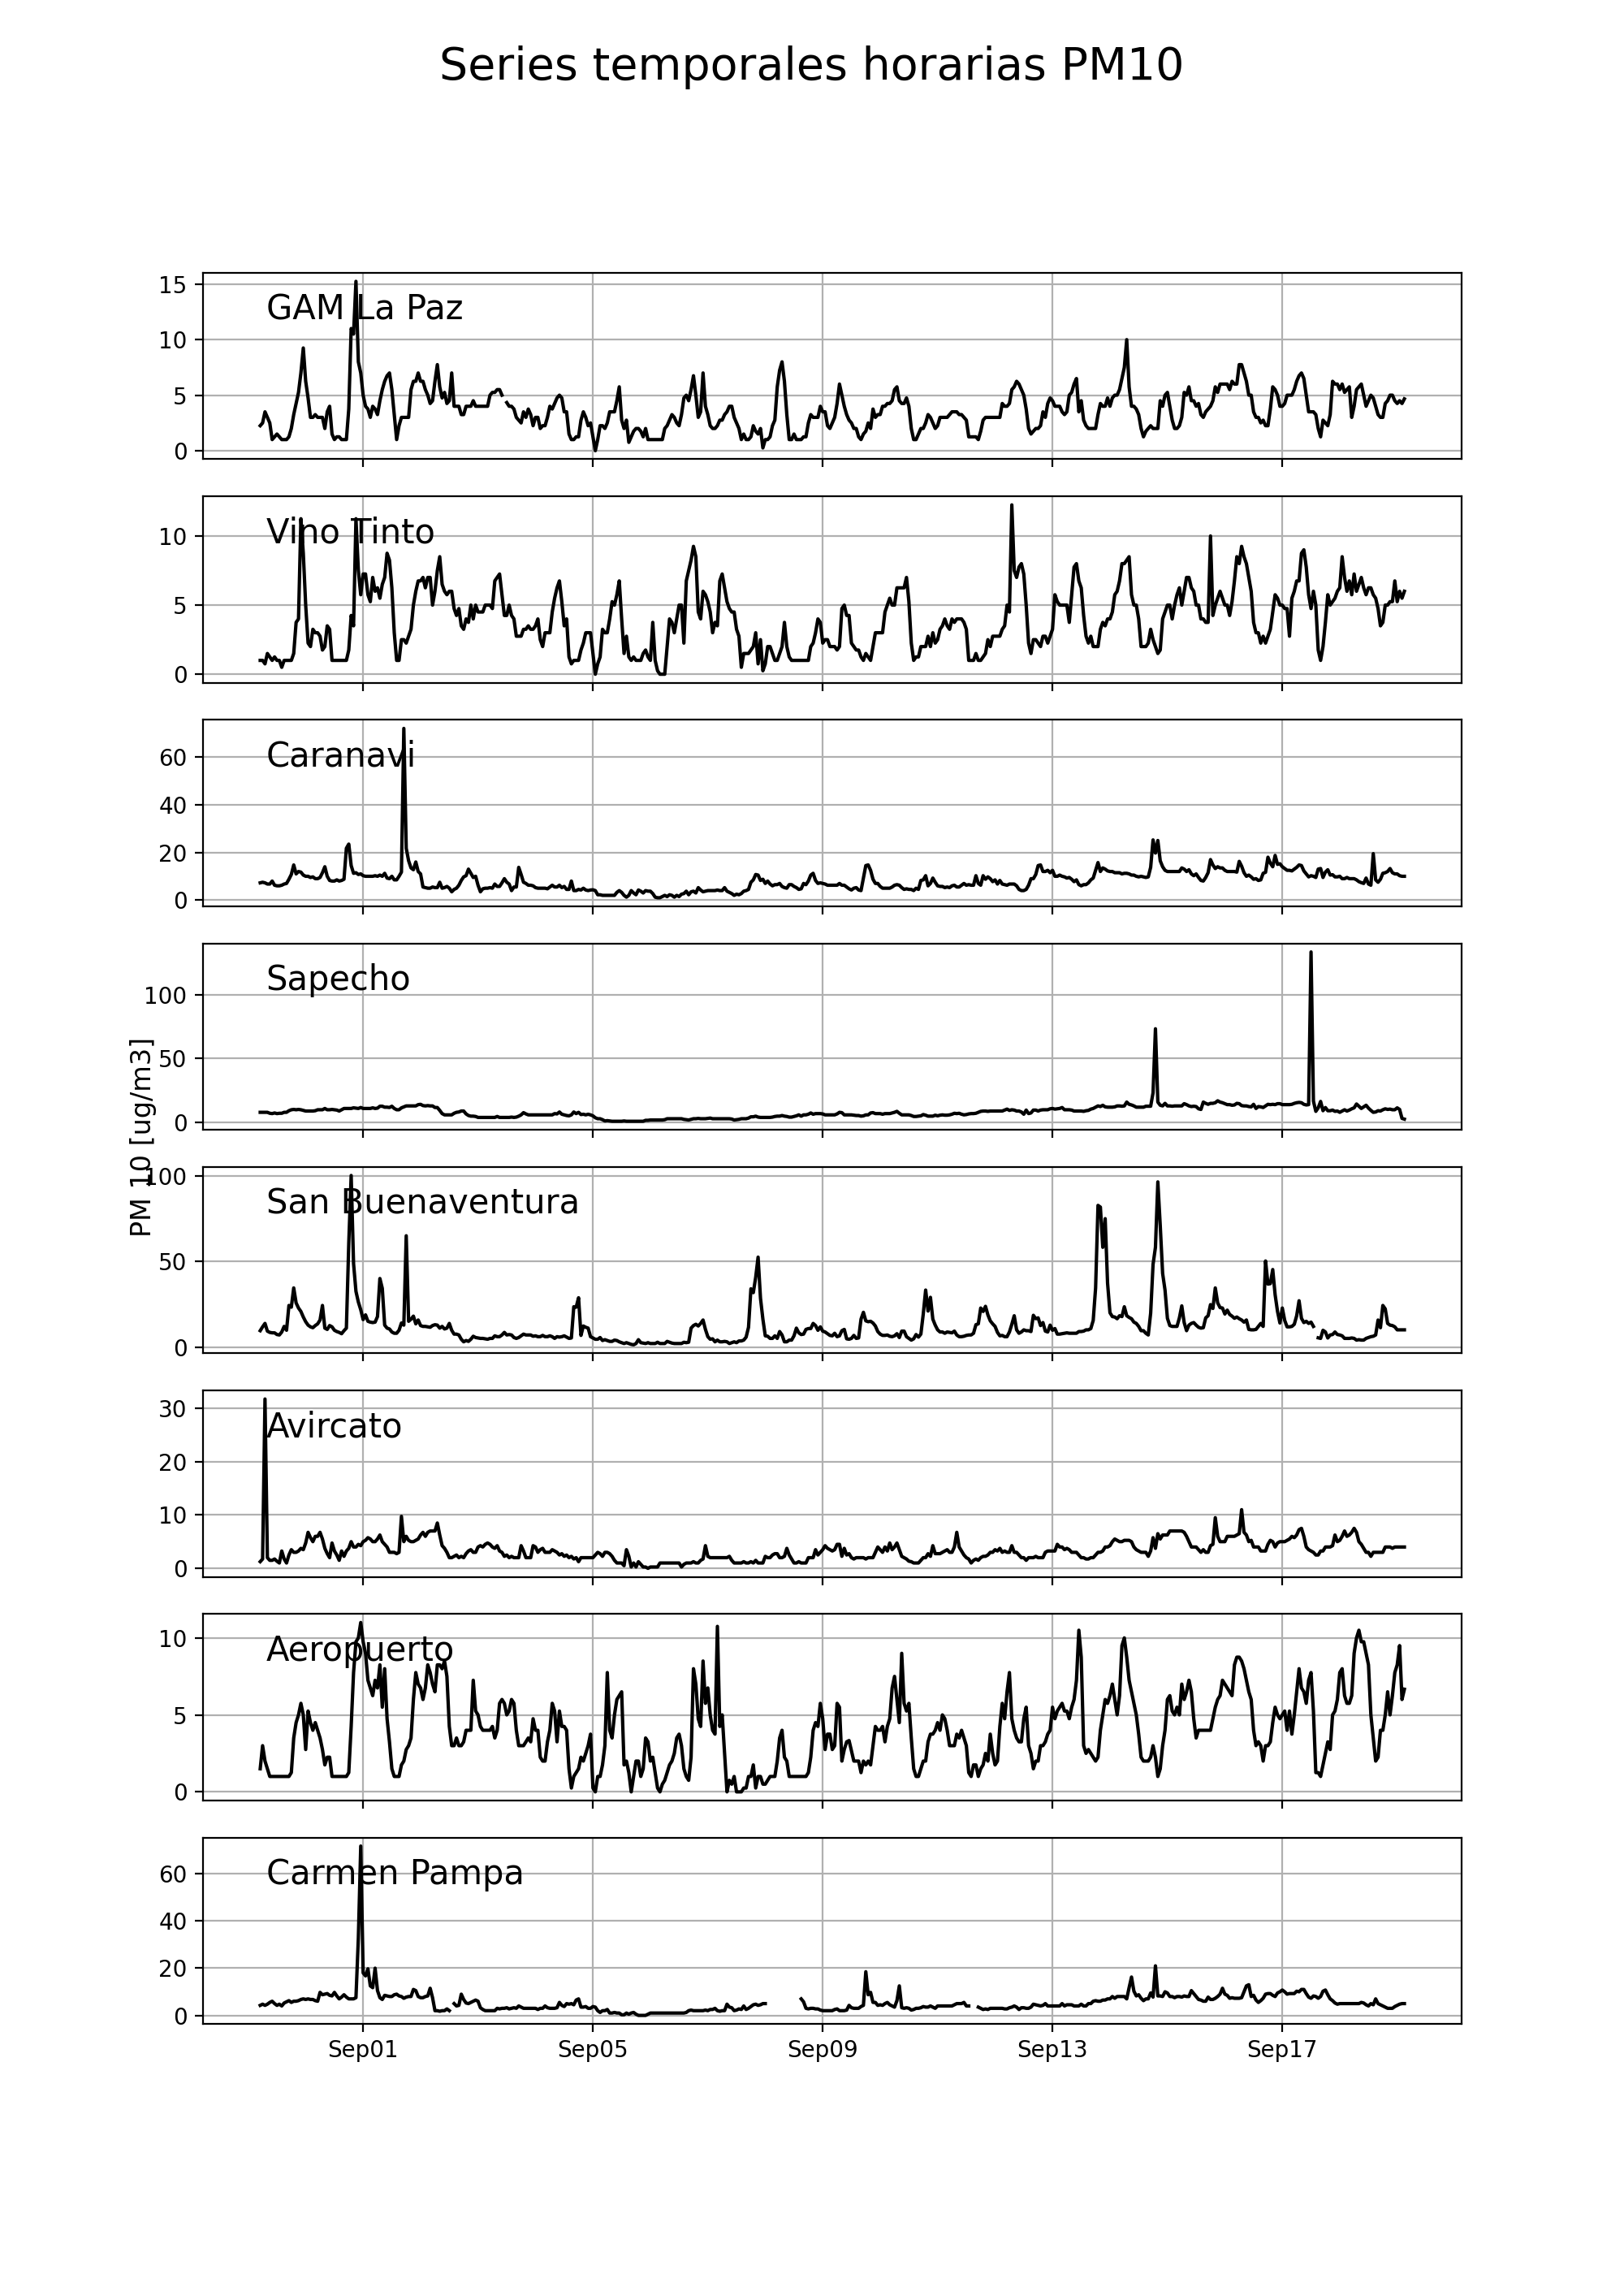 Series temporales horarias PM10
15
GAM La Paz
10
5
0
Vino Tinto
10
5
0
Caranavi
60
40
20
0
Sapecho
100
50
0
PM 10 [ug/m3]
100
San Buenaventura
50
0
30
Avircato
20
10
0
10
Aeropuerto
5
0
60
Carmen Pampa
40
20
0
Sep01 Sep05 Sep09 Sep13 Sep17